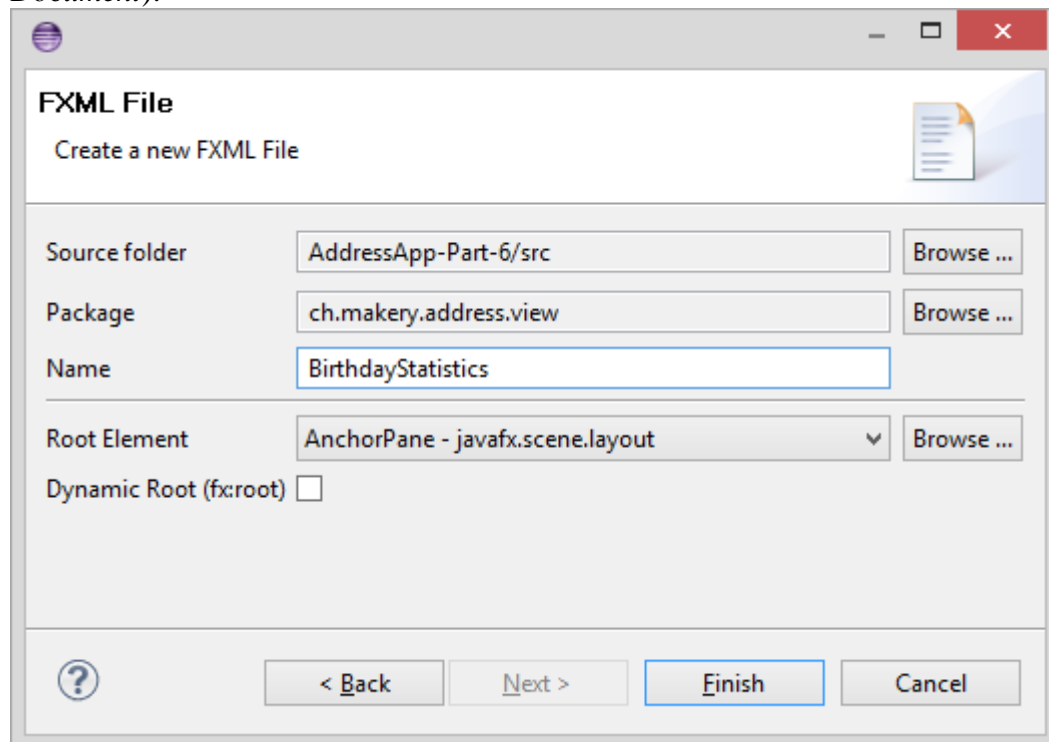 Document).
FXML File
Create a new FXML File
Source folder AddressApp-Part-6/src Browse ...
Package ch.makery.address.view Browse ...
Name BirthdayStatistics
Root Element AnchorPane - javafx.scene.layout Browse ...
Dynamic Root (fx:root)
? < Back Next > Finish Cancel